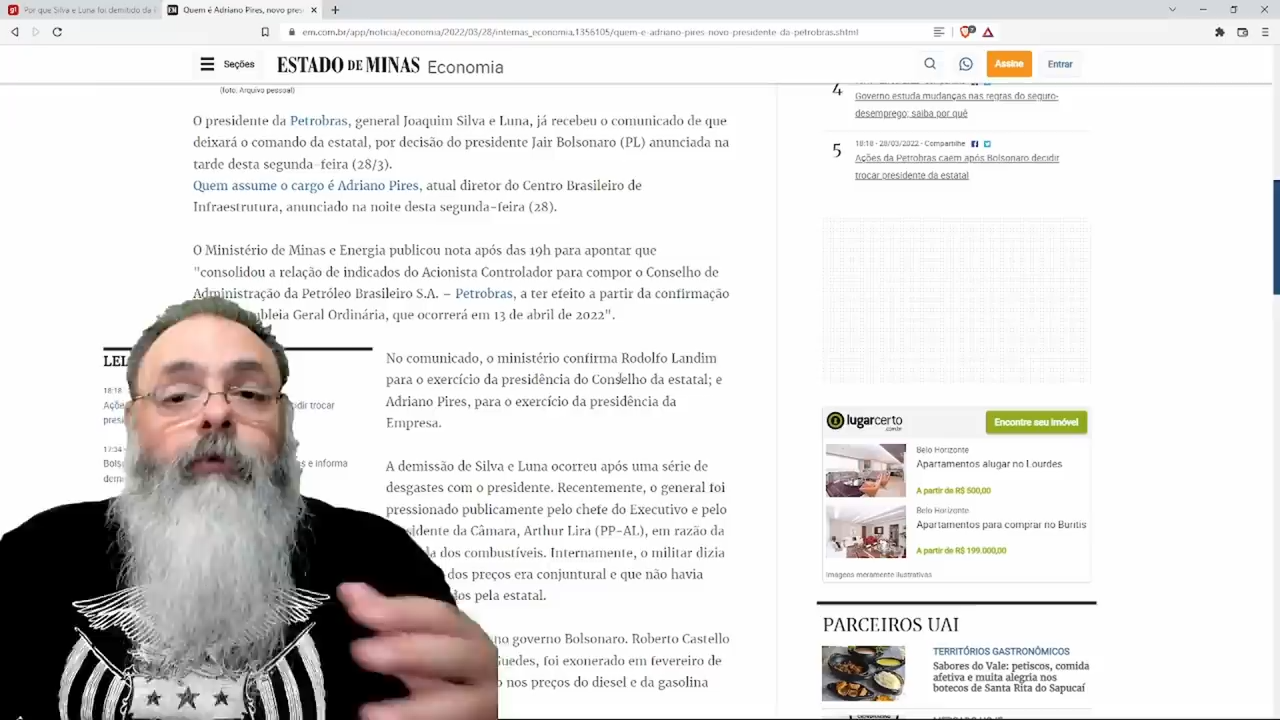 Por que Silva e Luna foi demitido da
EM
Quem é Adriano Pires, novo pres
em.com.br/app/noticia/economia/2022/03/28/internas_economia,1356105/quem-e-adriano-pires-novo-presidente-da-petrobras.shtml
Seções
ESTADO DE MINAS Economia
Assine
Entrar
(foto: Arquivo pessoal)
O presidente da Petrobras, general Joaquim Silva e Luna, já recebeu o comunicado de que
deixará o comando da estatal, por decisão do presidente Jair Bolsonaro (PL) anunciada na
tarde desta segunda-feira (28/3).
Quem assume o cargo é Adriano Pires, atual diretor do Centro Brasileiro de
Infraestrutura, anunciado na noite desta segunda-feira (28).
O Ministério de Minas e Energia publicou nota após das 19h para apontar que
"consolidou a relação de indicados do Acionista Controlador para compor o Conselho de
Administração da Petróleo Brasileiro S.A. – Petrobras, a ter efeito a partir da confirmação
bleia Geral Ordinária, que ocorrerá em 13 de abril de 2022".
LEI
18:18
Açõe
dir trocar
presi
17:34
Bols
s e informa
dem
No comunicado, o ministério confirma Rodolfo Landim
para o exercício da presidência do Conselho da estatal; e
Adriano Pires, para o exercício da presidência da
Empresa.
A demissão de Silva e Luna ocorreu após uma série de
desgastes com o presidente. Recentemente, o general foi
pressionado publicamente pelo chefe do Executivo e pelo
sidente da Câmara, Arthur Lira (PP-AL), em razão da
da dos combustíveis. Internamente, o militar dizia
dos preços era conjuntural e que não havia
dos pela estatal.
no governo Bolsonaro. Roberto Castello
Guedes, foi exonerado em fevereiro de
nos preços do diesel e da gasolina
4
Governo estuda mudanças nas regras do seguro-
desemprego; saiba por quê
5
18:18 - 28/03/2022 - Compartilhe
Ações da Petrobras caem após Bolsonaro decidir
trocar presidente da estatal
lugarcerto
.com.br
Encontre seu imóvel
Belo Horizonte
Apartamentos alugar no Lourdes
A partir de R$ 500,00
Belo Horizonte
Apartamentos para comprar no Buritis
A partir de R$ 199.000,00
Imagens meramente ilustrativas
PARCEIROS UAI
TERRITÓRIOS GASTRONÔMICOS
Sabores do Vale: petiscos, comida
afetiva e muita alegria nos
botecos de Santa Rita do Sapucaí